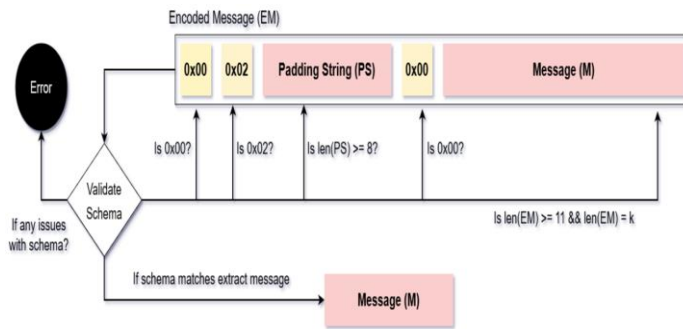 Encoded Message (EM)
0x00 0x02 Padding String (PS) 0x00 Message (M)
Error
Is 0x00? Is 0x02? Is len(PS) >= 8? Is 0x00?
Validate
Schema
Is len(EM) >= 11 && len(EM) = k
If any issues
with schema?
If schema matches extract message
Message (M)